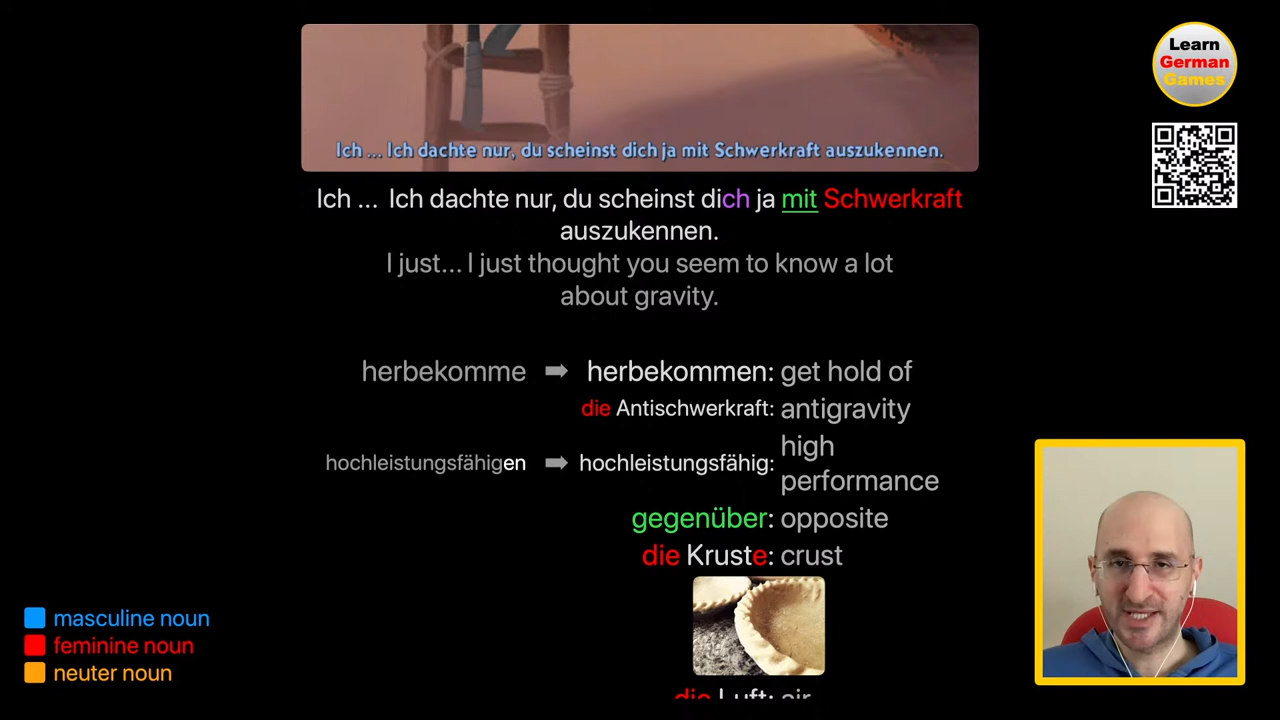 Learn
German
Games
Ich ... Ich dachte nur, du scheinst dich ja mit Schwerkraft auszukennen.
Ich ... Ich dachte nur, du scheinst dich ja mit Schwerkraft
auszukennen.
I just... I just thought you seem to know a lot
about gravity.
herbekomme ➡ herbekommen: get hold of
die Antischwerkraft: antigravity
hochleistungsfähigen ➡ hochleistungsfähig: high
performance
gegenüber: opposite
die Kruste: crust
die Luft: air
masculine noun
feminine noun
neuter noun